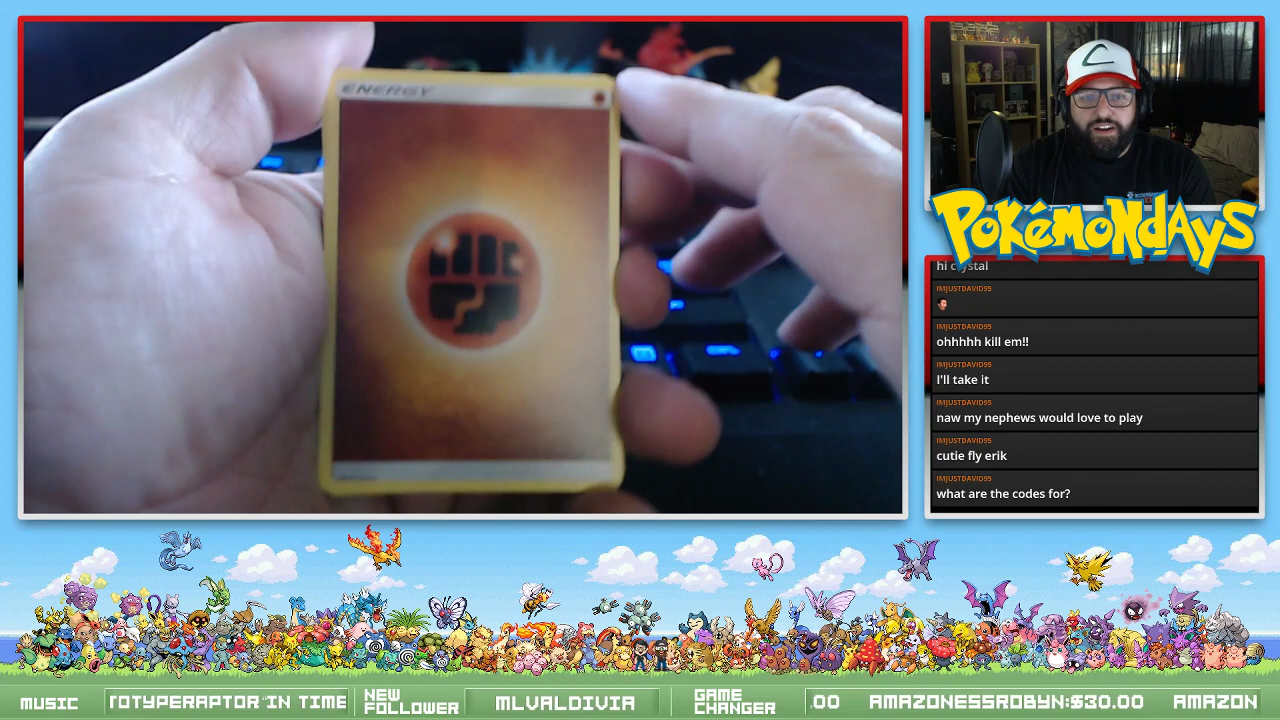 ENERGY
PokéMonDAyS
hi crystal
IMJUSTDAVID95
IMJUSTDAVID95
ohhhhh kill em!!
IMJUSTDAVID95
I'll take it
IMJUSTDAVID95
naw my nephews would love to play
IMJUSTDAVID95
cutie fly erik
IMJUSTDAVID95
what are the codes for?
MUSIC
ROTYPERAPTOR IN TIME
NEW
FOLLOWER
MLVALDIVIA
GAME
CHANGER
.00 AMAZONESSROBYN:$30.00 AMAZON